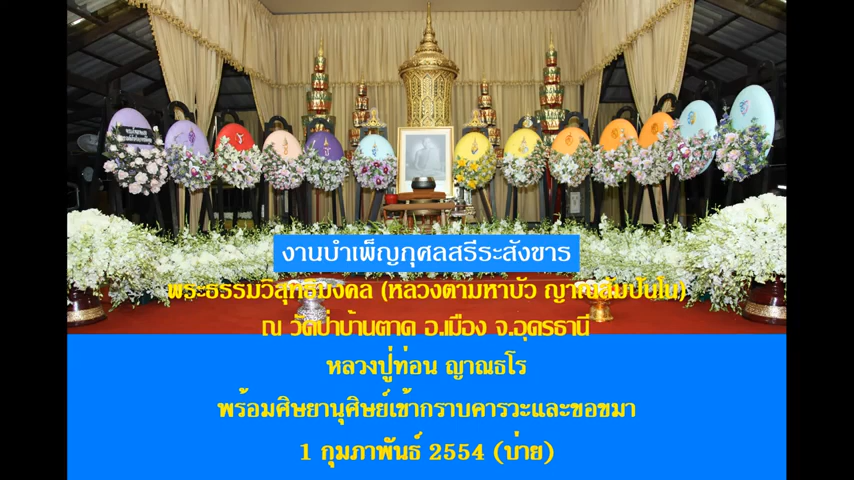 งานบำเพ็ญกุศลสรีระสังขาร
พระธรรมวิสุทธิมงคล (หลวงตามหาบัว ญาณสัมปันโน)
ณ วัดป่าบ้านตาด อ.เมือง จ.อุดรธานี
หลวงปู่ท่อน ญาณธโร
พร้อมศิษยานุศิษย์เข้ากราบคารวะและขอขมา
1 กุมภาพันธ์ 2554 (บ่าย)